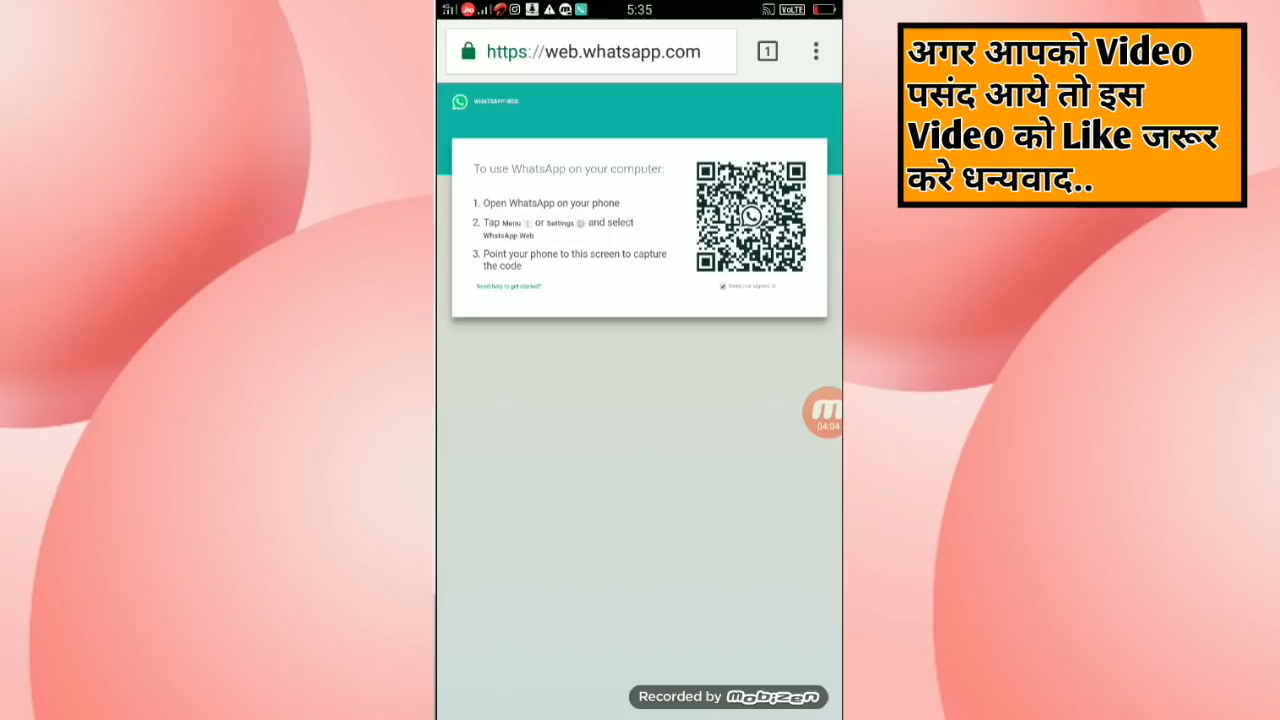 4G
Jio
5:35
VoLTE
https://web.whatsapp.com
1
WHATSAPP WEB
To use WhatsApp on your computer:
1. Open WhatsApp on your phone
2. Tap Menu or Settings and select
WhatsApp Web
3. Point your phone to this screen to capture
the code
Need help to get started?
Keep me signed in
04:04
Recorded by mobizen
अगर आपको Video
पसंद आये तो इस
Video को Like जरूर
करे धन्यवाद..